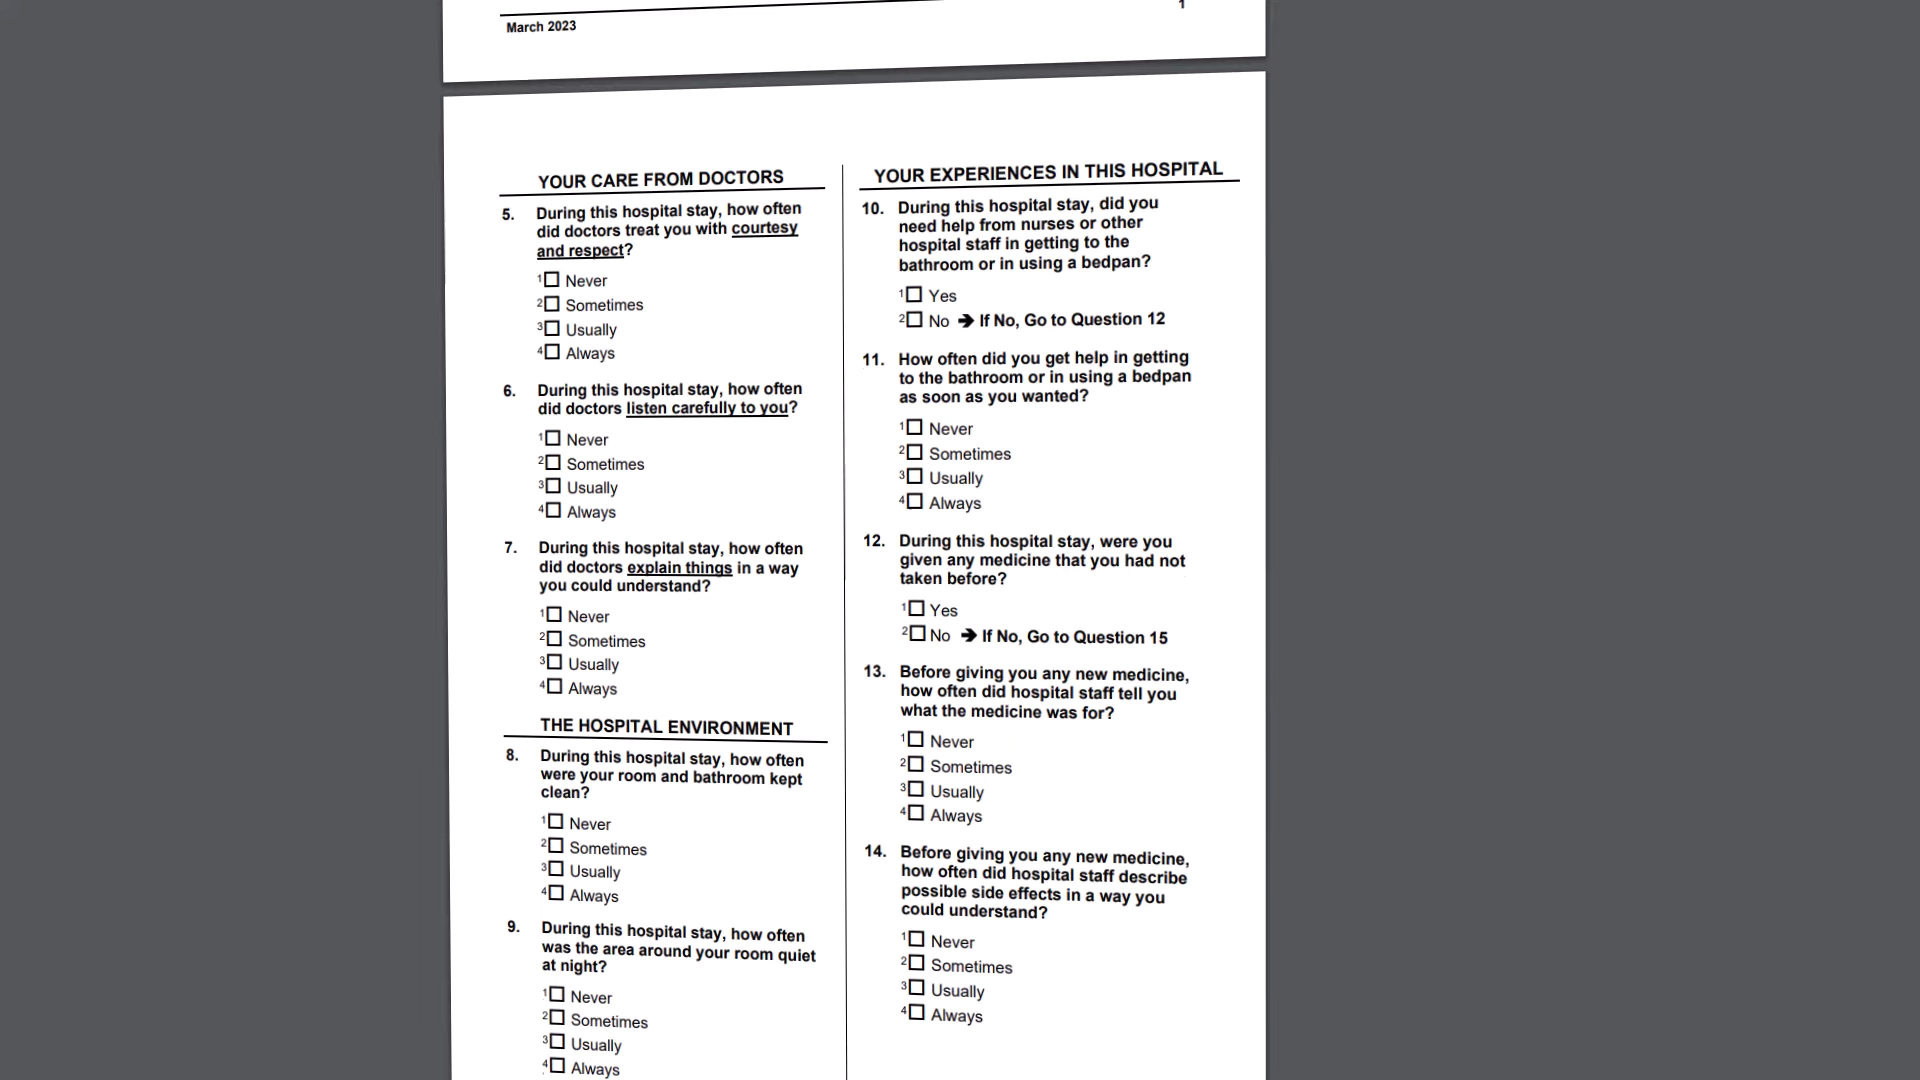 March 2023
1
YOUR CARE FROM DOCTORS
5. During this hospital stay, how often
did doctors treat you with courtesy
and respect?
1 Never
2 Sometimes
3 Usually
4 Always
6. During this hospital stay, how often
did doctors listen carefully to you?
1 Never
2 Sometimes
3 Usually
4 Always
7. During this hospital stay, how often
did doctors explain things in a way
you could understand?
1 Never
2 Sometimes
3 Usually
4 Always
THE HOSPITAL ENVIRONMENT
8. During this hospital stay, how often
were your room and bathroom kept
clean?
1 Never
2 Sometimes
3 Usually
4 Always
9. During this hospital stay, how often
was the area around your room quiet
at night?
1 Never
2 Sometimes
3 Usually
4 Always
YOUR EXPERIENCES IN THIS HOSPITAL
10. During this hospital stay, did you
need help from nurses or other
hospital staff in getting to the
bathroom or in using a bedpan?
1 Yes
2 No ➔ If No, Go to Question 12
11. How often did you get help in getting
to the bathroom or in using a bedpan
as soon as you wanted?
1 Never
2 Sometimes
3 Usually
4 Always
12. During this hospital stay, were you
given any medicine that you had not
taken before?
1 Yes
2 No ➔ If No, Go to Question 15
13. Before giving you any new medicine,
how often did hospital staff tell you
what the medicine was for?
1 Never
2 Sometimes
3 Usually
4 Always
14. Before giving you any new medicine,
how often did hospital staff describe
possible side effects in a way you
could understand?
1 Never
2 Sometimes
3 Usually
4 Always